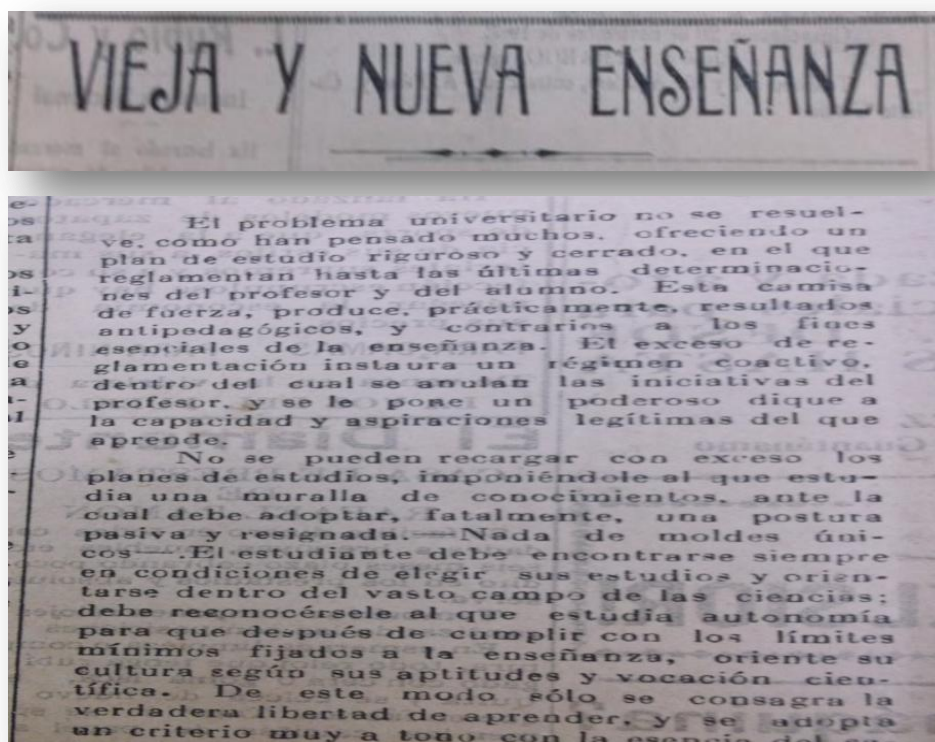 VIEJA Y NUEVA ENSEÑANZA
El problema universitario no se resuel-
ve, como han pensado muchos, ofreciendo un
plan de estudio riguroso y cerrado, en el que
reglamentan hasta las últimas determinacio-
nes del profesor y del alumno. Esta camisa
de fuerza, produce, prácticamente, resultados
antipedagógicos, y contrarios a los fines
esenciales de la enseñanza. El exceso de re-
glamentación instaura un régimen coactivo,
dentro del cual se anulan las iniciativas del
profesor, y se le pone un poderoso dique a
la capacidad y aspiraciones legítimas del que
aprende.
No se pueden recargar con exceso los
planes de estudios, imponiéndole al que estu-
dia una muralla de conocimientos, ante la
cual debe adoptar, fatalmente, una postura
pasiva y resignada.—Nada de moldes úni-
cos—. El estudiante debe encontrarse siempre
en condiciones de elegir sus estudios y orien-
tarse dentro del vasto campo de las ciencias;
debe reconocérsele al que estudia autonomía
para que después de cumplir con los límites
mínimos fijados a la enseñanza, oriente su
cultura según sus aptitudes y vocación cien-
tífica. De este modo sólo se consagra la
verdadera libertad de aprender, y se adopta
un criterio muy a tono con la esencia del